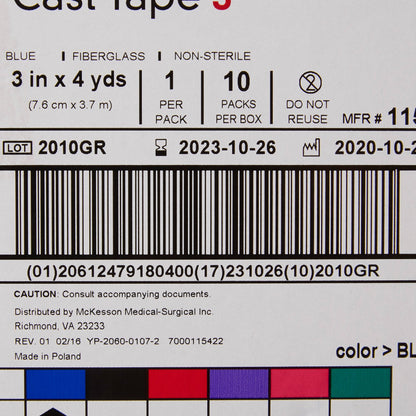 Cast Tape 3
BLUE | FIBERGLASS | NON-STERILE
3 in x 4 yds
(7.6 cm x 3.7 m)
1
PER
PACK
10
PACKS
PER BOX
DO NOT
REUSE
MFR # 115
LOT 2010GR 2023-10-26 2020-10-2
(01)20612479180400(17)231026(10)2010GR
CAUTION: Consult accompanying documents.
Distributed by McKesson Medical-Surgical Inc.
Richmond, VA 23233
REV. 01 02/16 YP-2060-0107-2 7000115422
Made in Poland
color > BL